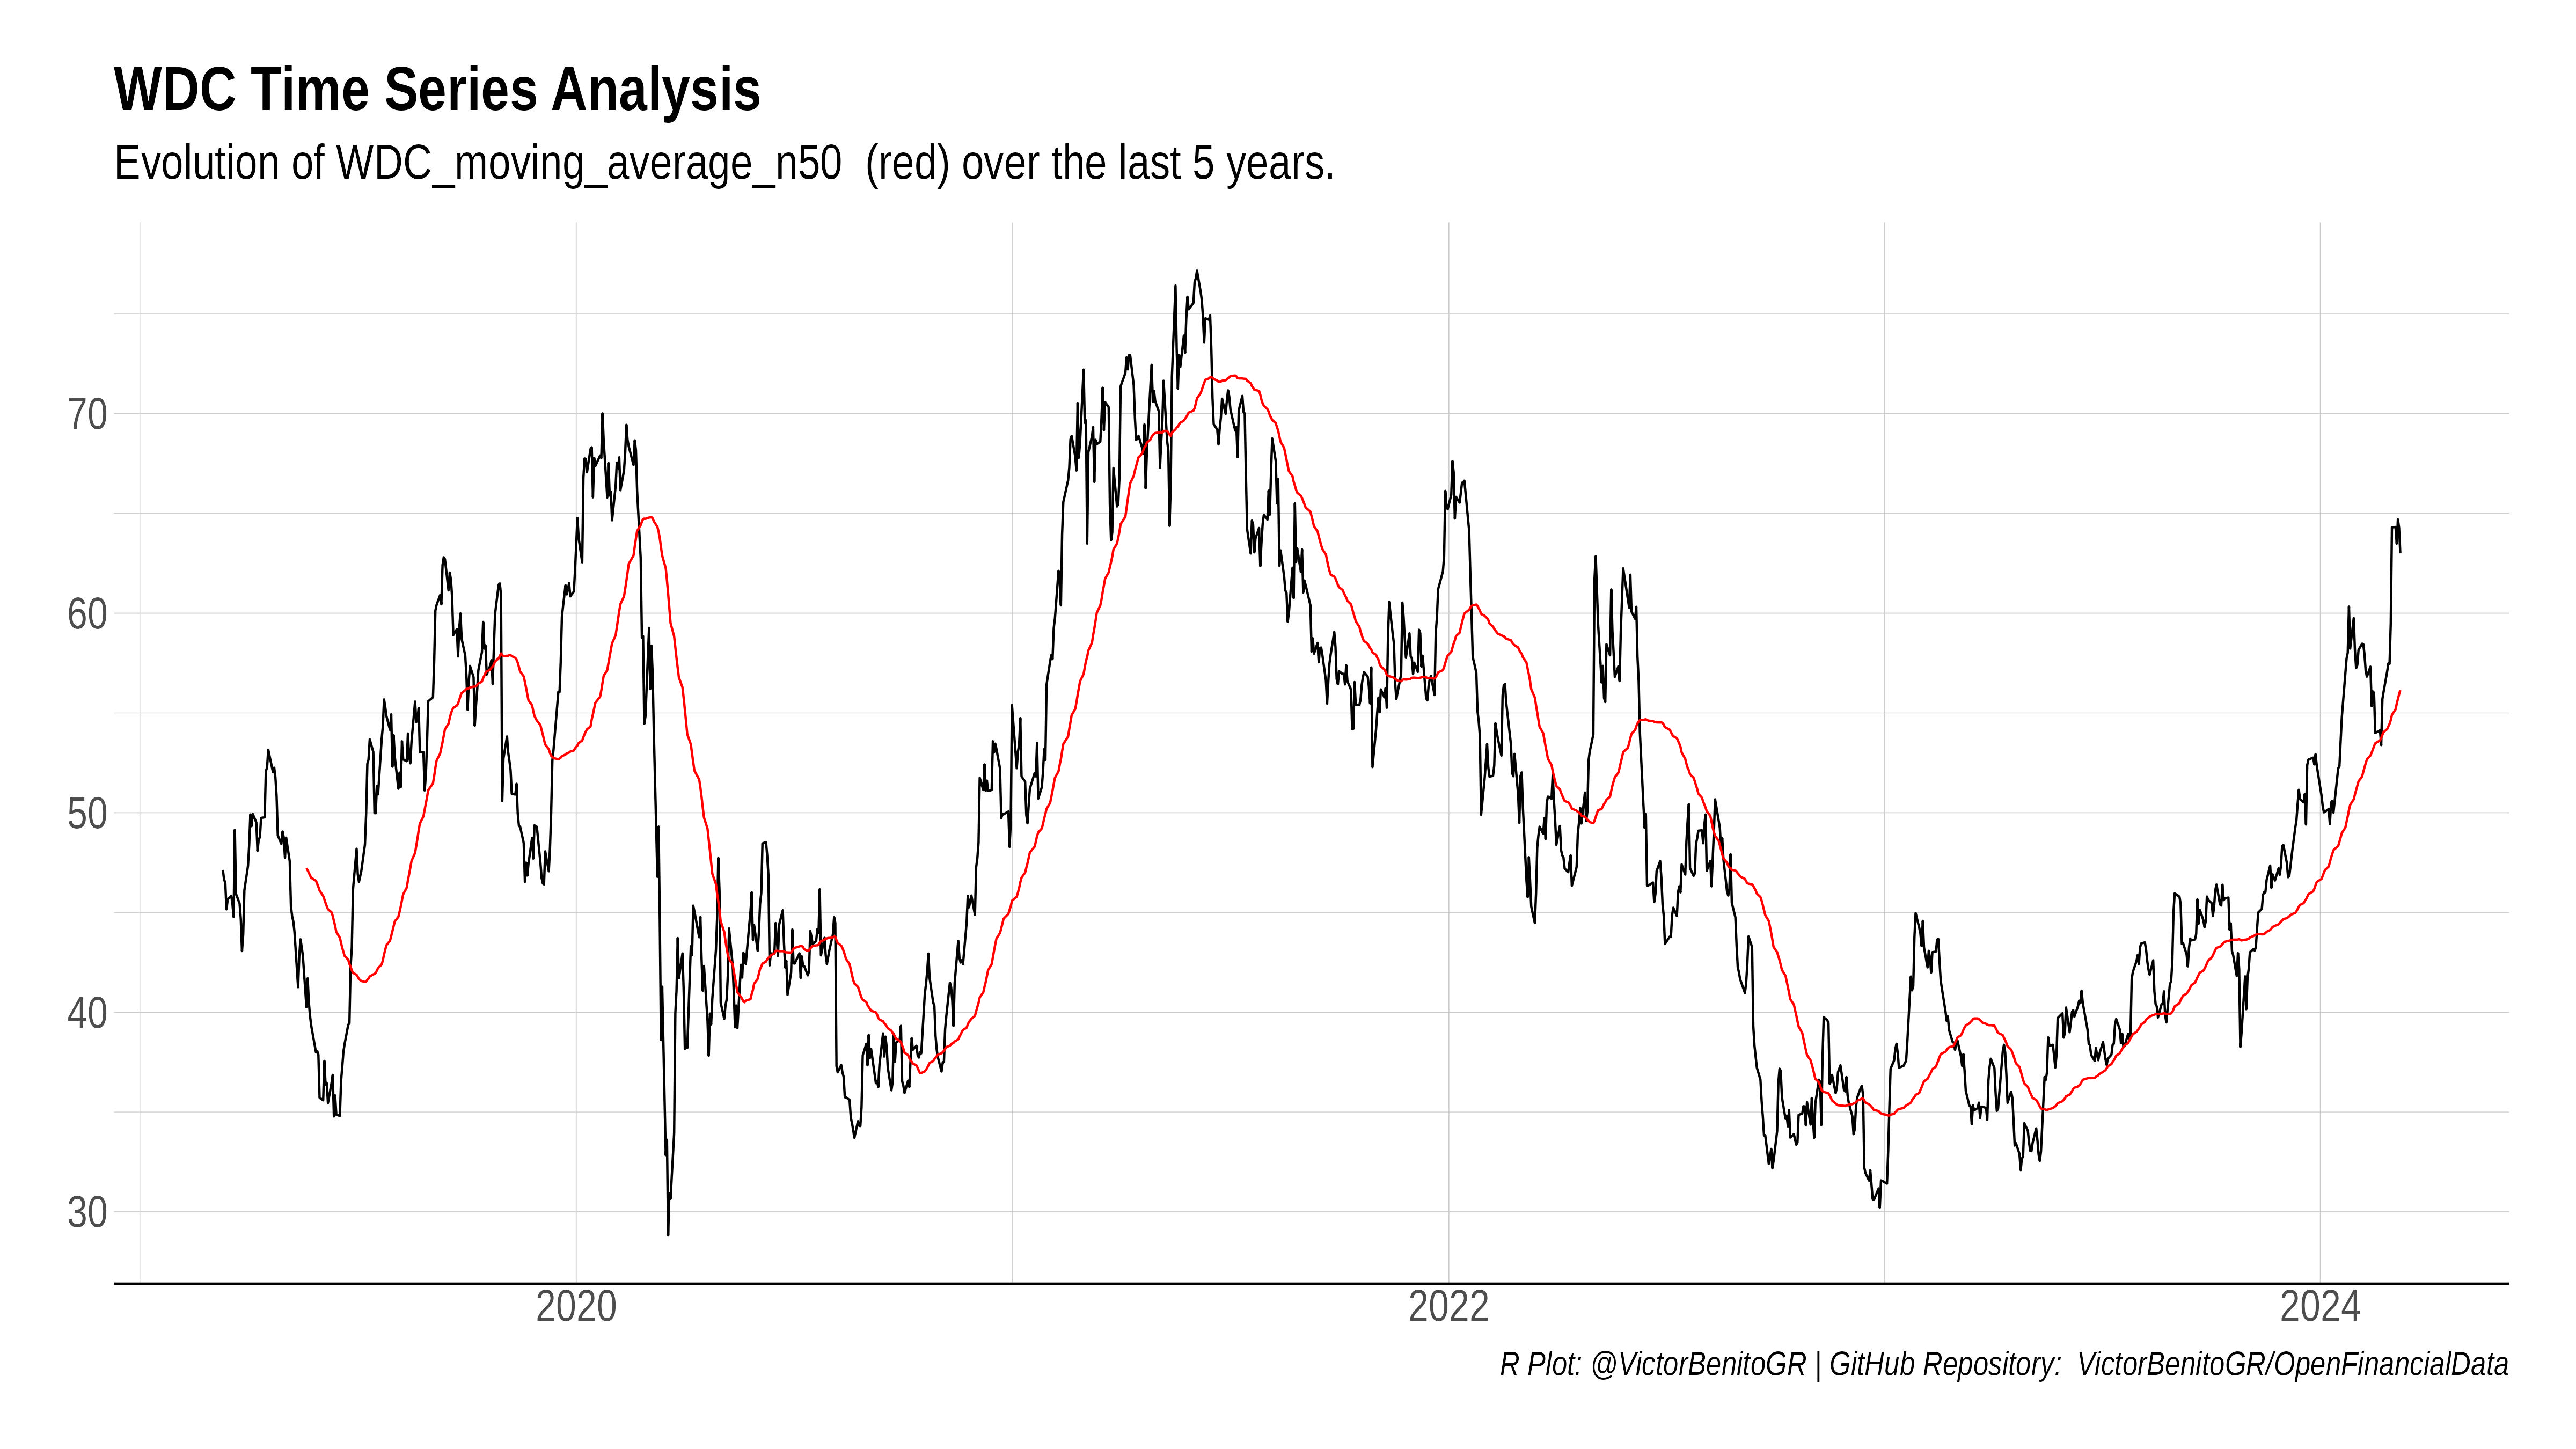 WDC Time Series Analysis
Evolution of WDC_moving_average_n50  (red) over the last 5 years.
70
60
50
40
30
2020 2022 2024
R Plot: @VictorBenitoGR | GitHub Repository:  VictorBenitoGR/OpenFinancialData